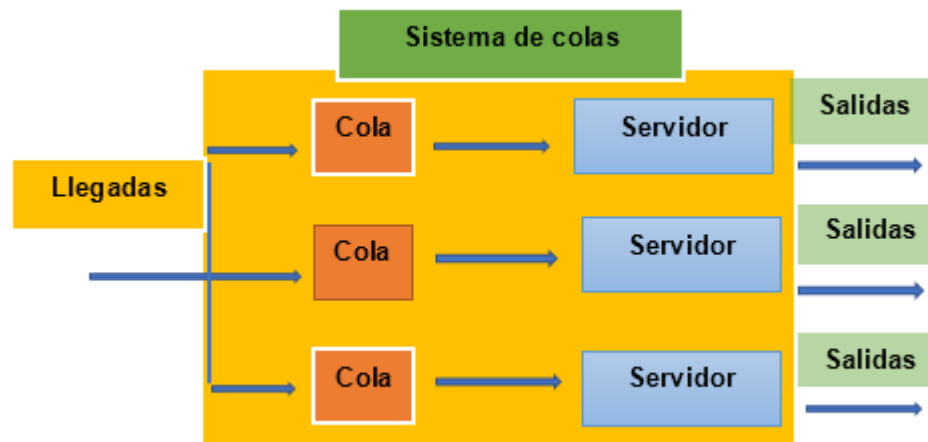 Sistema de colas
Cola
Servidor
Salidas
Llegadas
Cola
Servidor
Salidas
Cola
Servidor
Salidas